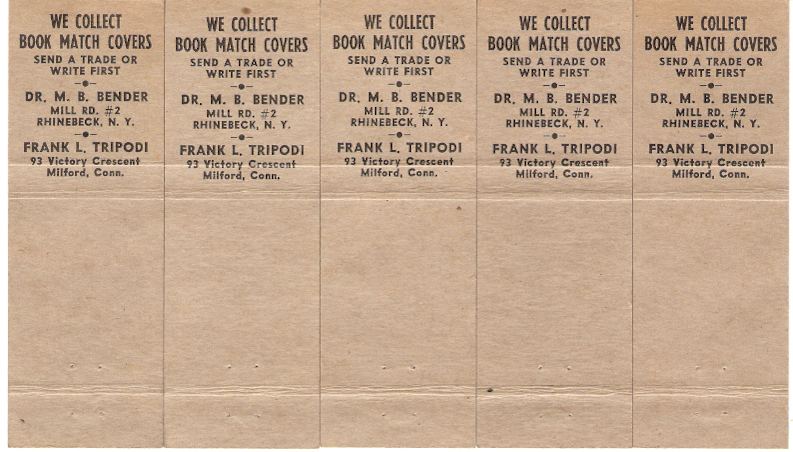 WE COLLECT
BOOK MATCH COVERS
SEND A TRADE OR
WRITE FIRST
DR. M. B. BENDER
MILL RD. #2
RHINEBECK, N. Y.
FRANK L. TRIPODI
93 Victory Crescent
Milford, Conn.
WE COLLECT
BOOK MATCH COVERS
SEND A TRADE OR
WRITE FIRST
DR. M. B. BENDER
MILL RD. #2
RHINEBECK, N. Y.
FRANK L. TRIPODI
93 Victory Crescent
Milford, Conn.
WE COLLECT
BOOK MATCH COVERS
SEND A TRADE OR
WRITE FIRST
DR. M. B. BENDER
MILL RD. #2
RHINEBECK, N. Y.
FRANK L. TRIPODI
93 Victory Crescent
Milford, Conn.
WE COLLECT
BOOK MATCH COVERS
SEND A TRADE OR
WRITE FIRST
DR. M. B. BENDER
MILL RD. #2
RHINEBECK, N. Y.
FRANK L. TRIPODI
93 Victory Crescent
Milford, Conn.
WE COLLECT
BOOK MATCH COVERS
SEND A TRADE OR
WRITE FIRST
DR. M. B. BENDER
MILL RD. #2
RHINEBECK, N. Y.
FRANK L. TRIPODI
93 Victory Crescent
Milford, Conn.